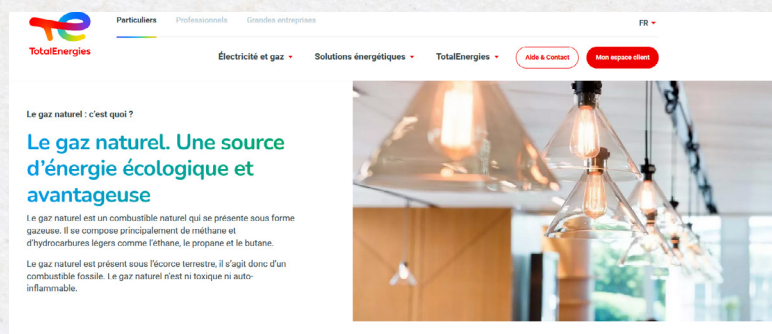 Particuliers Professionnels Grandes entreprises FR
TotalEnergies
Électricité et gaz Solutions énergétiques TotalEnergies Aide & Contact Mon espace client
Le gaz naturel : c'est quoi ?
Le gaz naturel. Une source
d'énergie écologique et
avantageuse
Le gaz naturel est un combustible naturel qui se présente sous forme
gazeuse. Il se compose principalement de méthane et
d'hydrocarbures légers comme l'éthane, le propane et le butane.
Le gaz naturel est présent sous l'écorce terrestre, il s'agit donc d'un
combustible fossile. Le gaz naturel n'est ni toxique ni auto-
inflammable.